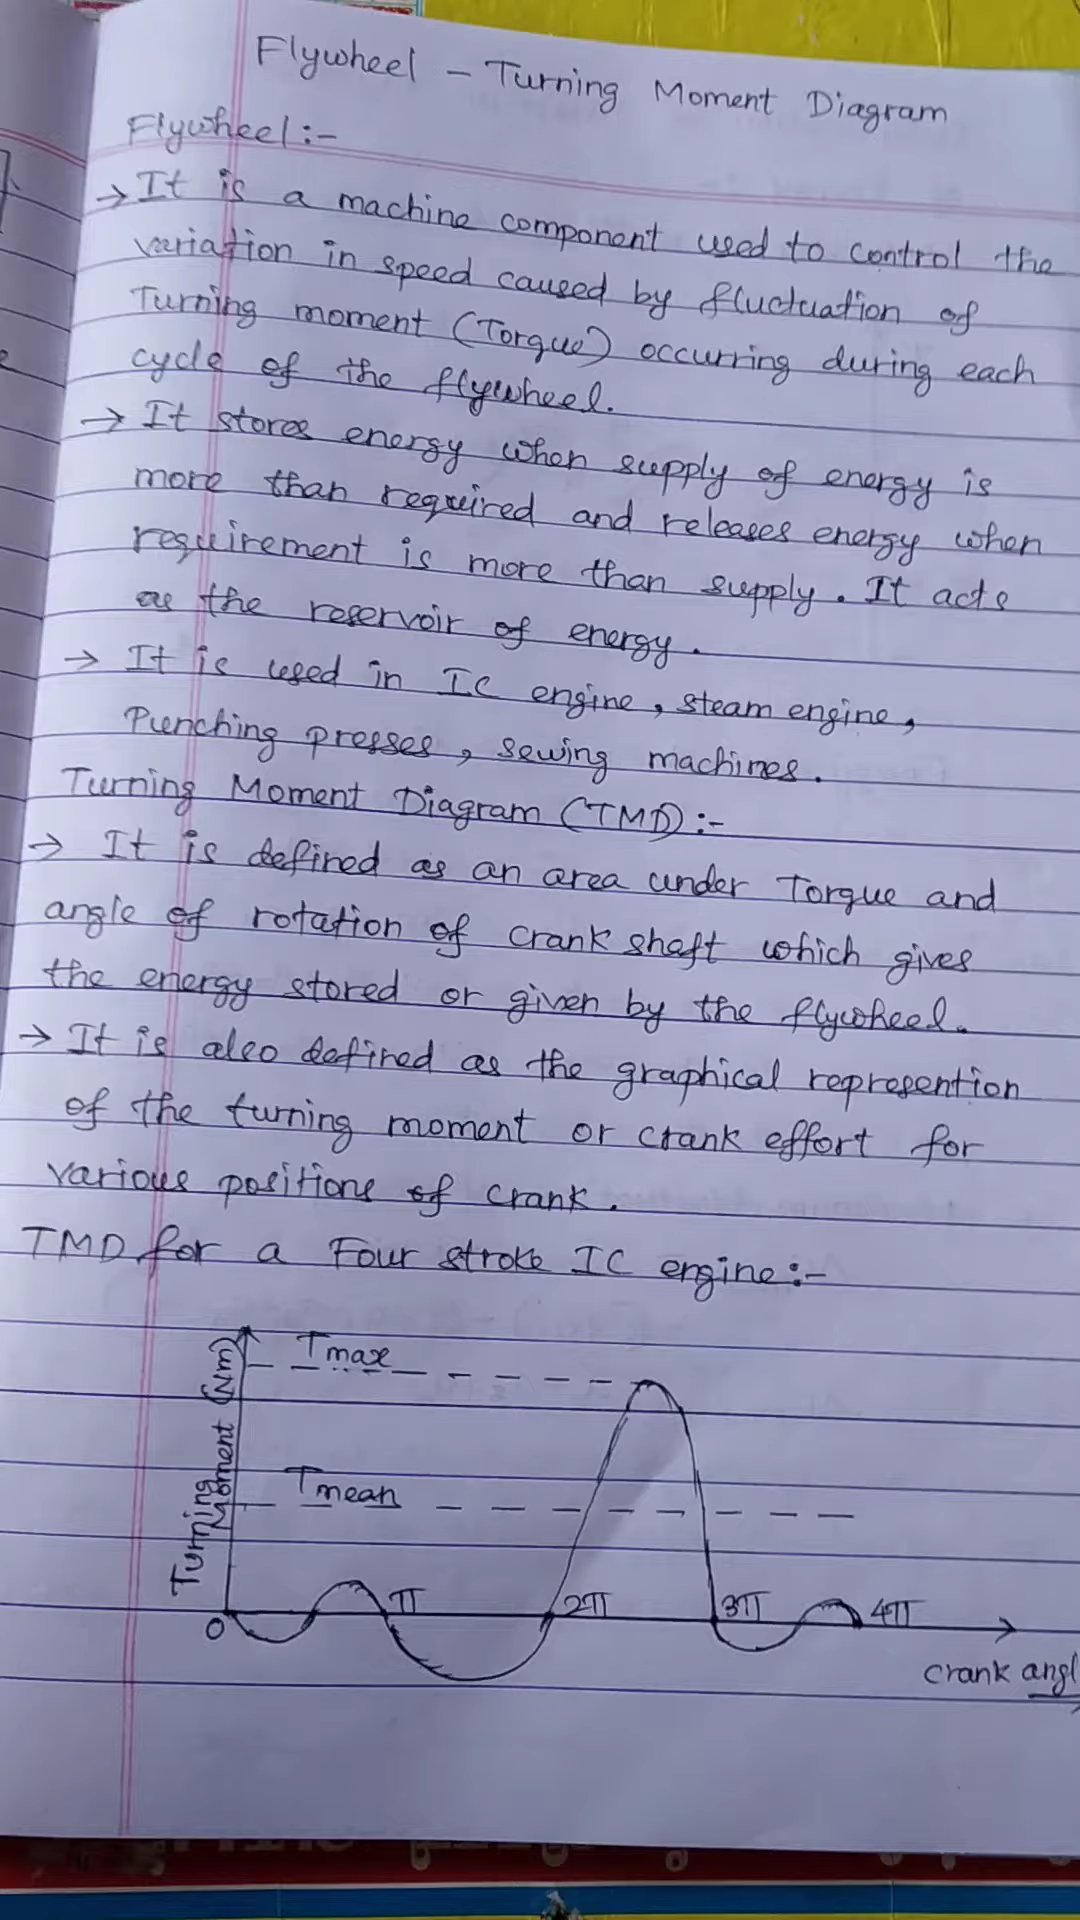 Flywheel – Turning Moment Diagram
Flywheel:-
→ It is a machine component used to control the
variation in speed caused by fluctuation of
Turning moment (Torque) occurring during each
cycle of the flywheel.
→ It stores energy when supply of energy is
more than required and releases energy when
requirement is more than supply. It acts
as the reservoir of energy.
→ It is used in IC engine, steam engine,
Punching presses, sewing machines.
Turning Moment Diagram (TMD):-
→ It is defined as an area under Torque and
angle of rotation of crank shaft which gives
the energy stored or given by the flywheel.
→ It is also defined as the graphical represention
of the turning moment or crank effort for
various positions of crank.
TMD for a Four stroke IC engine:-
Tmax
Turning Moment (Nm)
Tmean
0 π 2π 3π 4π
crank angl